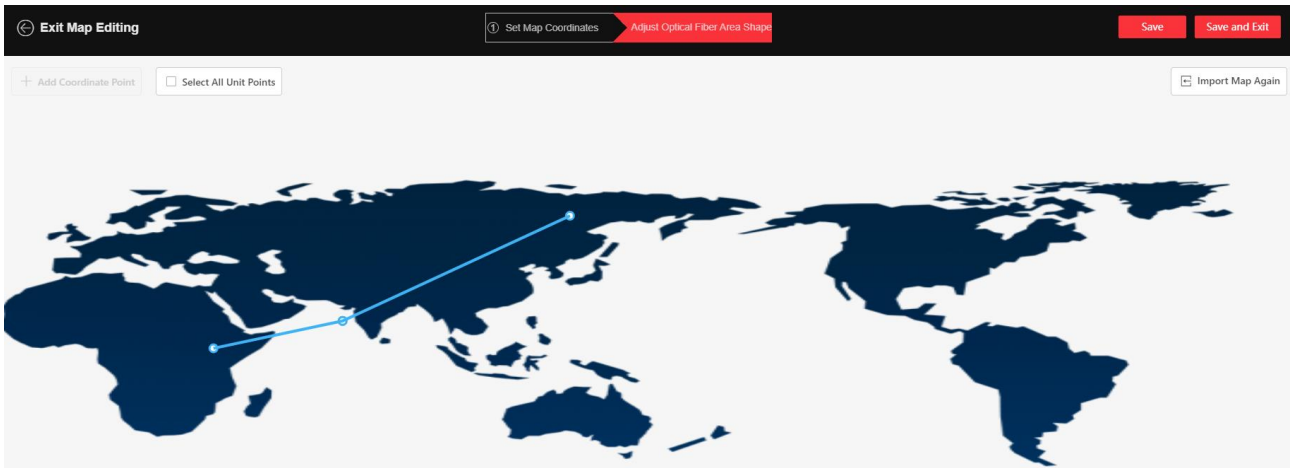 Exit Map Editing
① Set Map Coordinates
Adjust Optical Fiber Area Shape
Save
Save and Exit
+ Add Coordinate Point
Select All Unit Points
Import Map Again